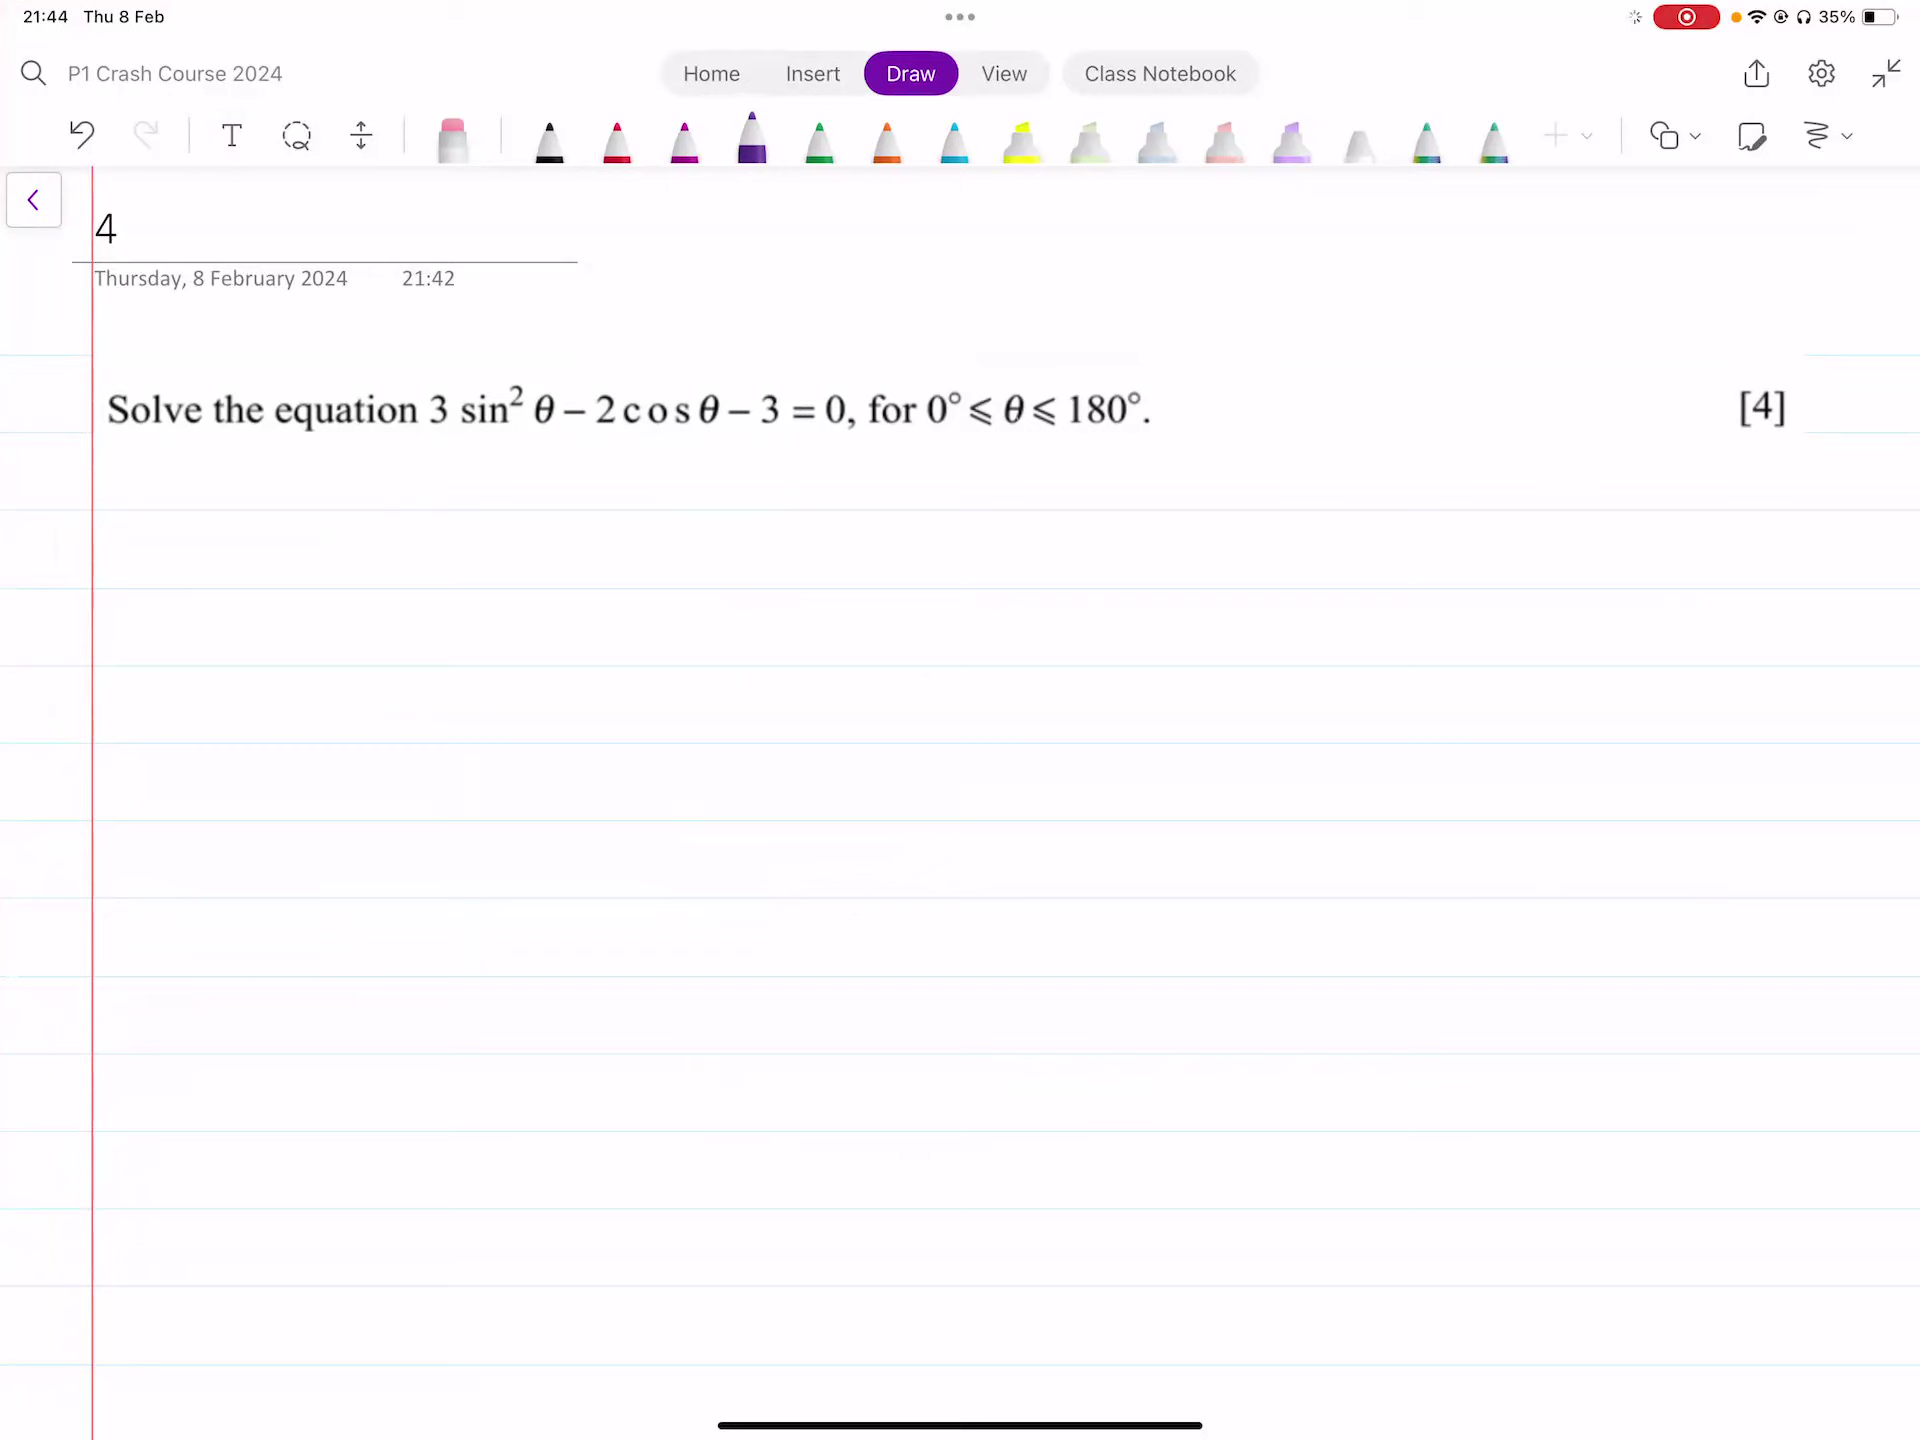 21:44 Thu 8 Feb
35%
P1 Crash Course 2024
Home Insert Draw View Class Notebook
4
Thursday, 8 February 2024 21:42
Solve the equation 3 sin² θ − 2 cos θ − 3 = 0, for 0° ⩽ θ ⩽ 180°. [4]